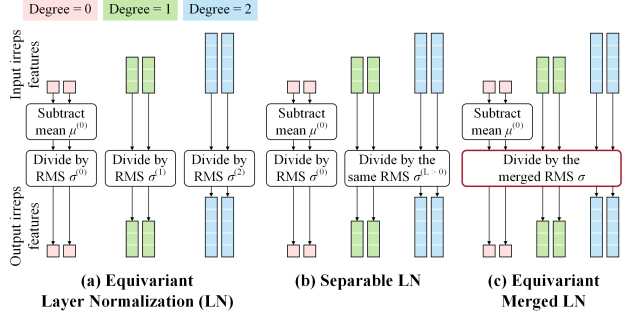 Degree = 0 Degree = 1 Degree = 2
Input irreps
features
Subtract
mean μ(0)
Divide by
RMS σ(0)
Divide by
RMS σ(1)
Divide by
RMS σ(2)
Output irreps
features
(a) Equivariant
Layer Normalization (LN)
Subtract
mean μ(0)
Divide by
RMS σ(0)
Divide by the
same RMS σ(L > 0)
(b) Separable LN
Subtract
mean μ(0)
Divide by the
merged RMS σ
(c) Equivariant
Merged LN